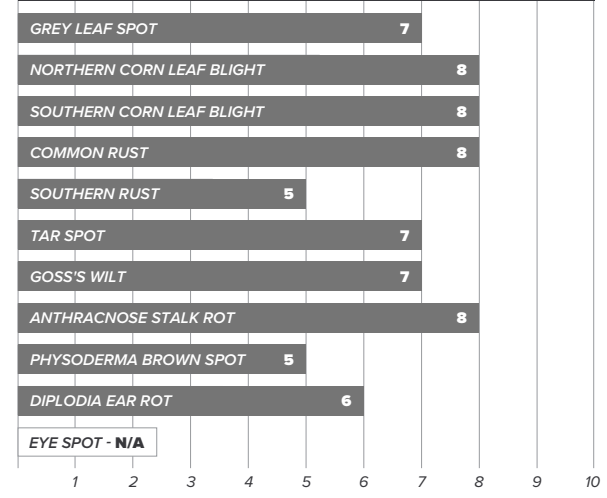 GREY LEAF SPOT 7
NORTHERN CORN LEAF BLIGHT 8
SOUTHERN CORN LEAF BLIGHT 8
COMMON RUST 8
SOUTHERN RUST 5
TAR SPOT 7
GOSS'S WILT 7
ANTHRACNOSE STALK ROT 8
PHYSODERMA BROWN SPOT 5
DIPLODIA EAR ROT 6
EYE SPOT - N/A
1 2 3 4 5 6 7 8 9 10